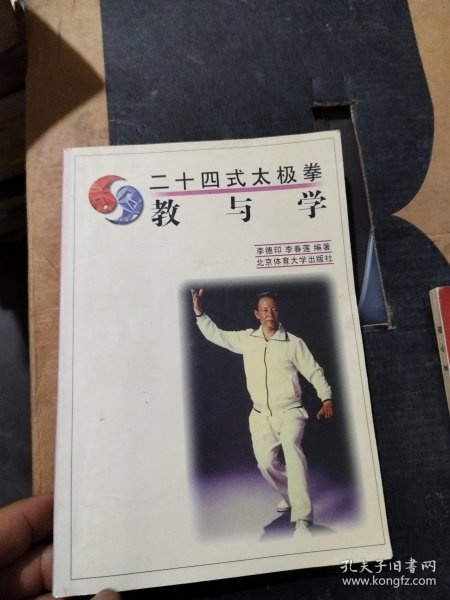 二十四式太极拳
教与学
李德印 李春莲 编著
北京体育大学出版社
孔夫子旧书网
www.kongfz.com